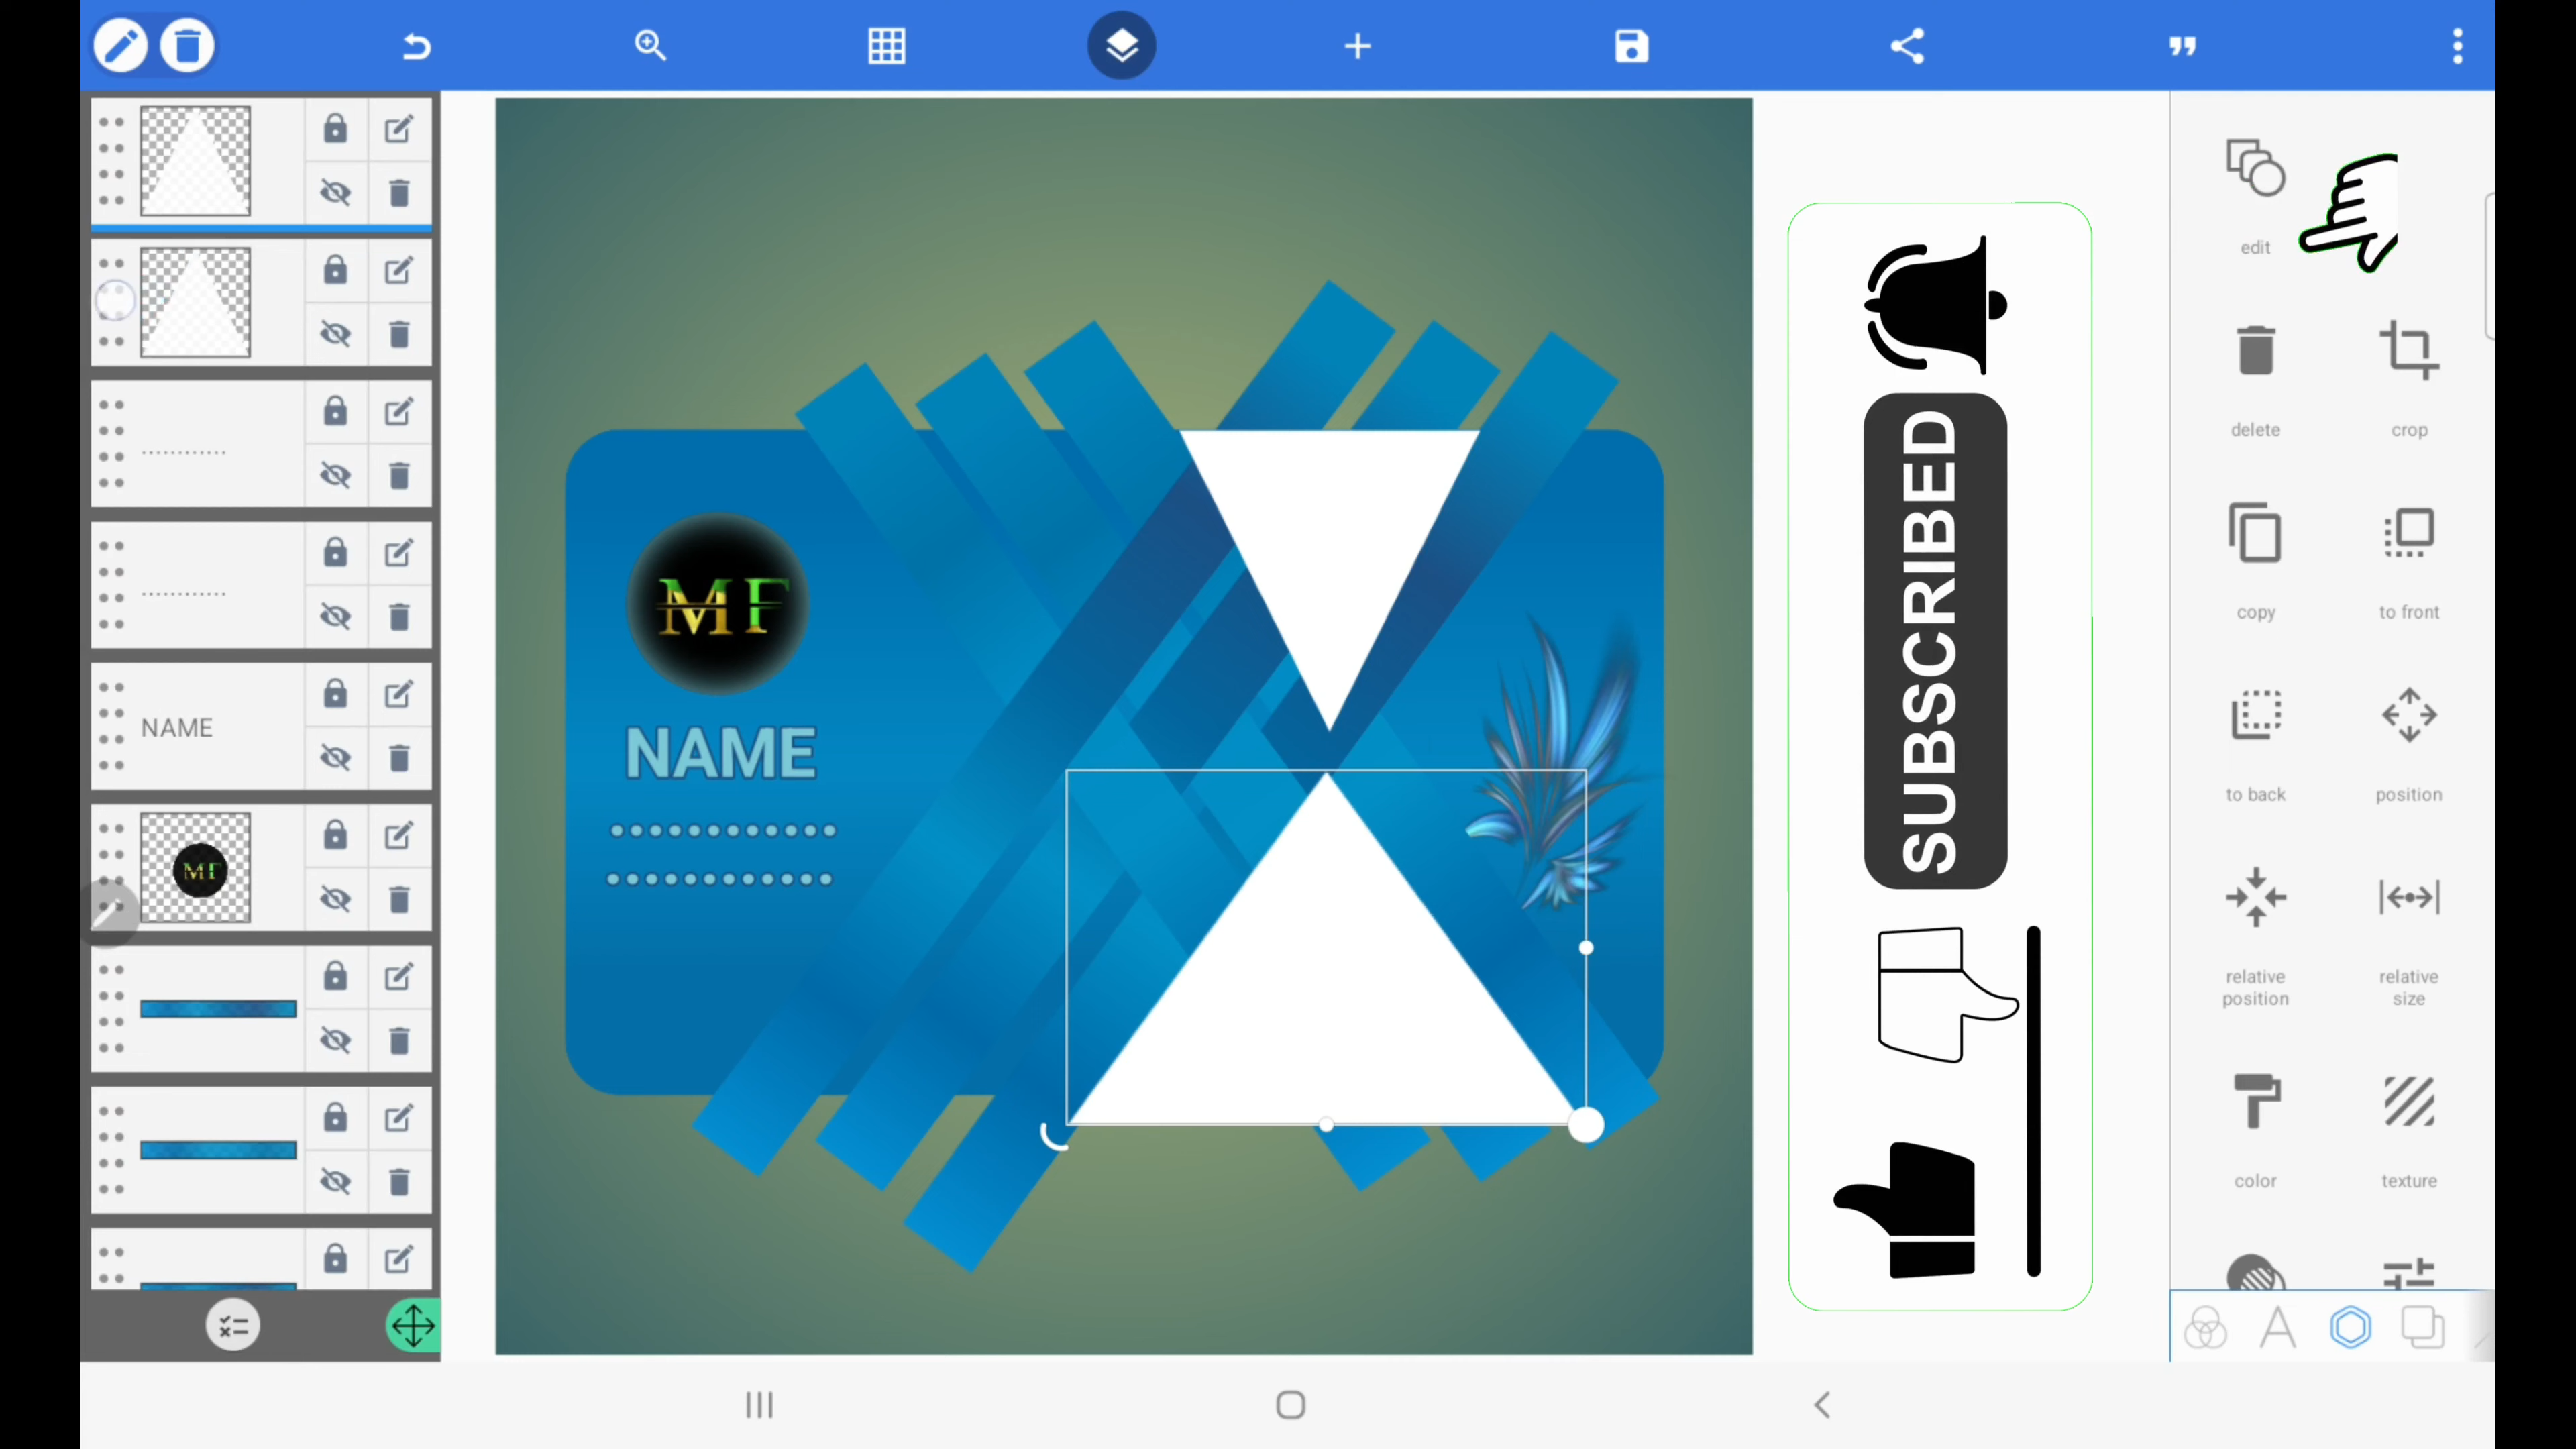 edit
delete
crop
copy
to front
to back
position
relative
position
relative
size
color
texture
NAME
MF
MF
NAME
SUBSCRIBED